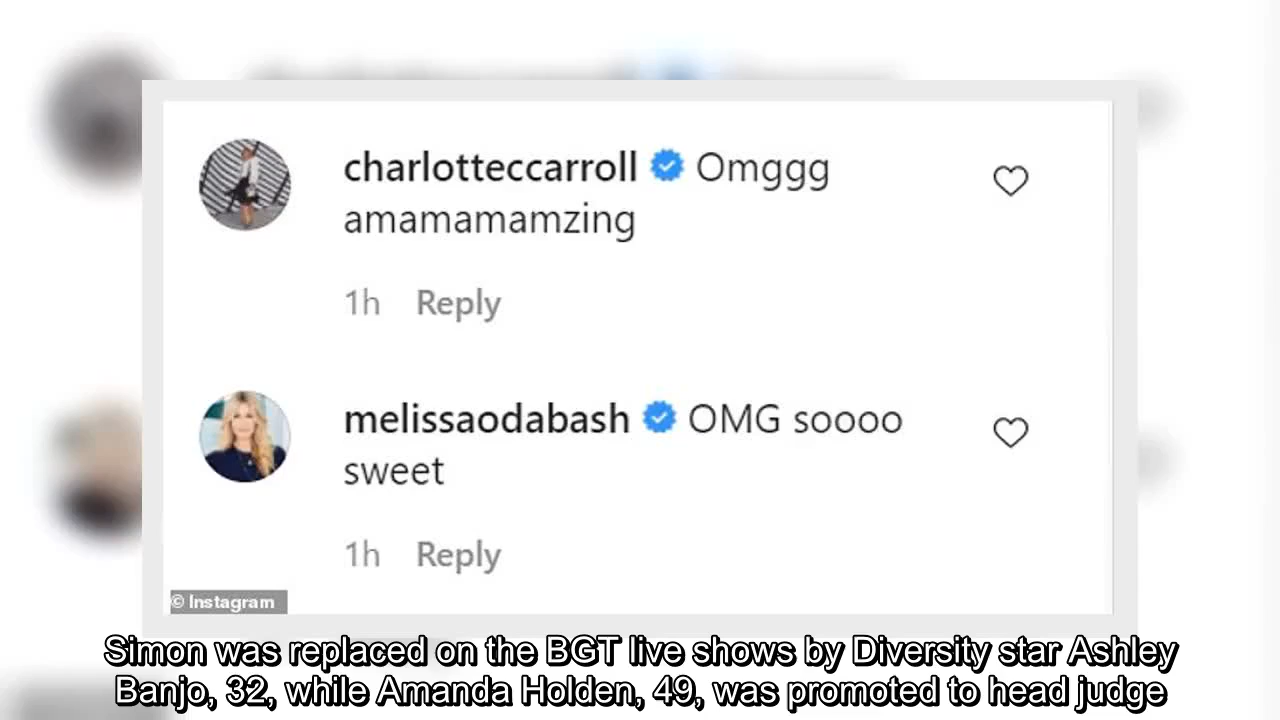 charlotteccarroll Omggg
amamamamzing
1h Reply
melissaodabash OMG soooo
sweet
1h Reply
© Instagram
Simon was replaced on the BGT live shows by Diversity star Ashley
Banjo, 32, while Amanda Holden, 49, was promoted to head judge